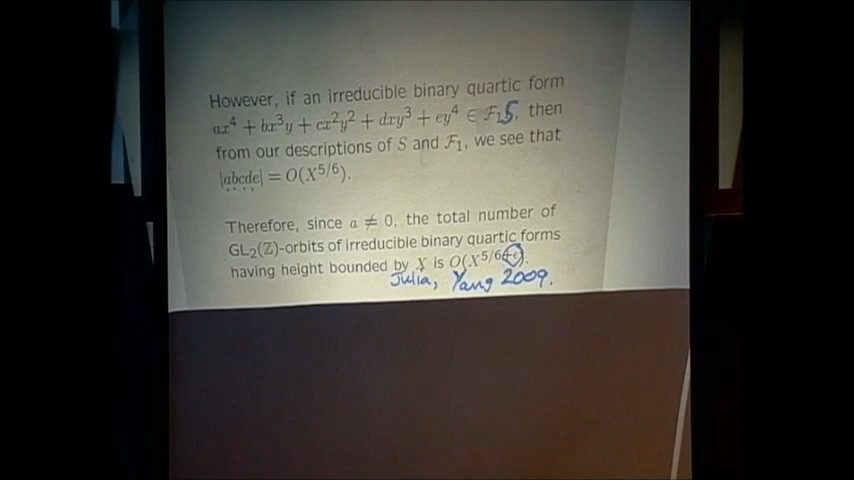 However, if an irreducible binary quartic form
ax⁴ + bx³y + cx²y² + dxy³ + ey⁴ ∈ F₁S, then
from our descriptions of S and F₁, we see that
|abcde| = O(X^{5/6}).
Therefore, since a ≠ 0, the total number of
GL₂(ℤ)-orbits of irreducible binary quartic forms
having height bounded by X is O(X^{5/6+ε}).
Julia, Yang 2009.